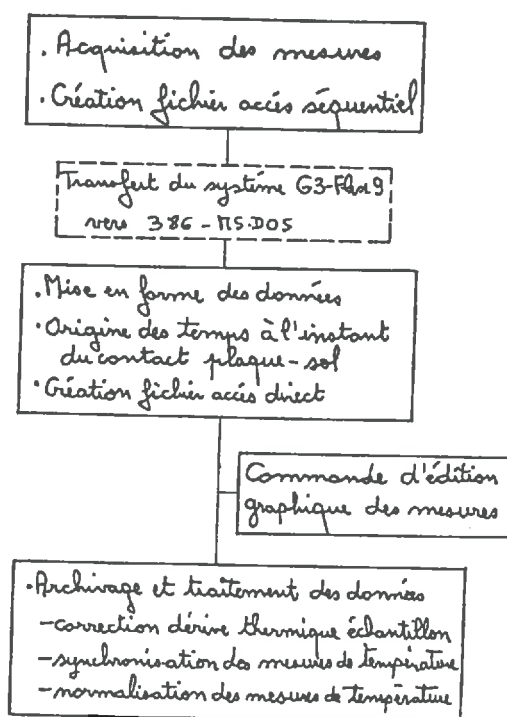 . Acquisition des mesures
. Création fichier accès séquentiel
Transfert du système G3-Flex9
vers 386-MS.DOS
. Mise en forme des données
. Origine des temps à l'instant
du contact plaque-sol
. Création fichier accès direct
Commande d'édition
graphique des mesures
. Archivage et traitement des données
- correction dérive thermique échantillon
- synchronisation des mesures de température
- normalisation des mesures de température